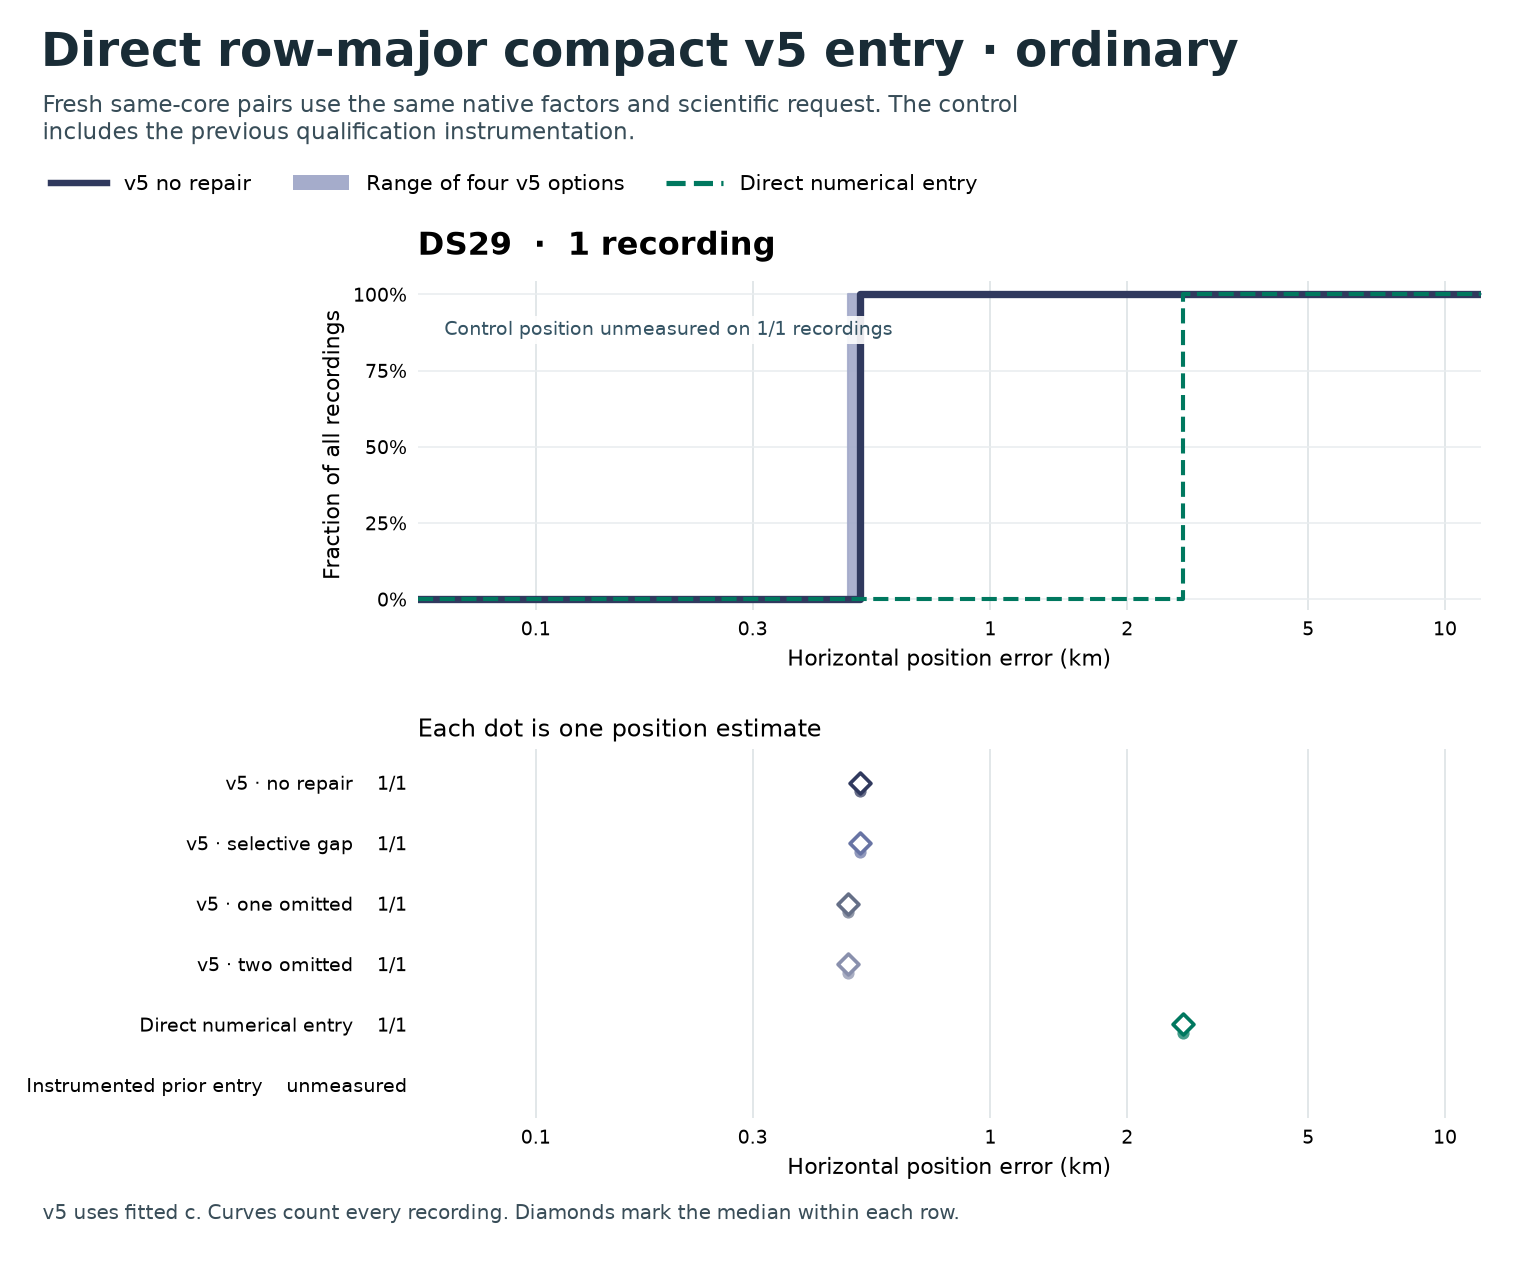 Direct row-major compact v5 entry · ordinary
Fresh same-core pairs use the same native factors and scientific request. The control
includes the previous qualification instrumentation.
v5 no repair
Range of four v5 options
Direct numerical entry
DS29 · 1 recording
Fraction of all recordings
100%
75%
50%
25%
0%
Control position unmeasured on 1/1 recordings
0.1 0.3 1 2 5 10
Horizontal position error (km)
Each dot is one position estimate
v5 · no repair 1/1
v5 · selective gap 1/1
v5 · one omitted 1/1
v5 · two omitted 1/1
Direct numerical entry 1/1
Instrumented prior entry unmeasured
0.1 0.3 1 2 5 10
Horizontal position error (km)
v5 uses fitted c. Curves count every recording. Diamonds mark the median within each row.